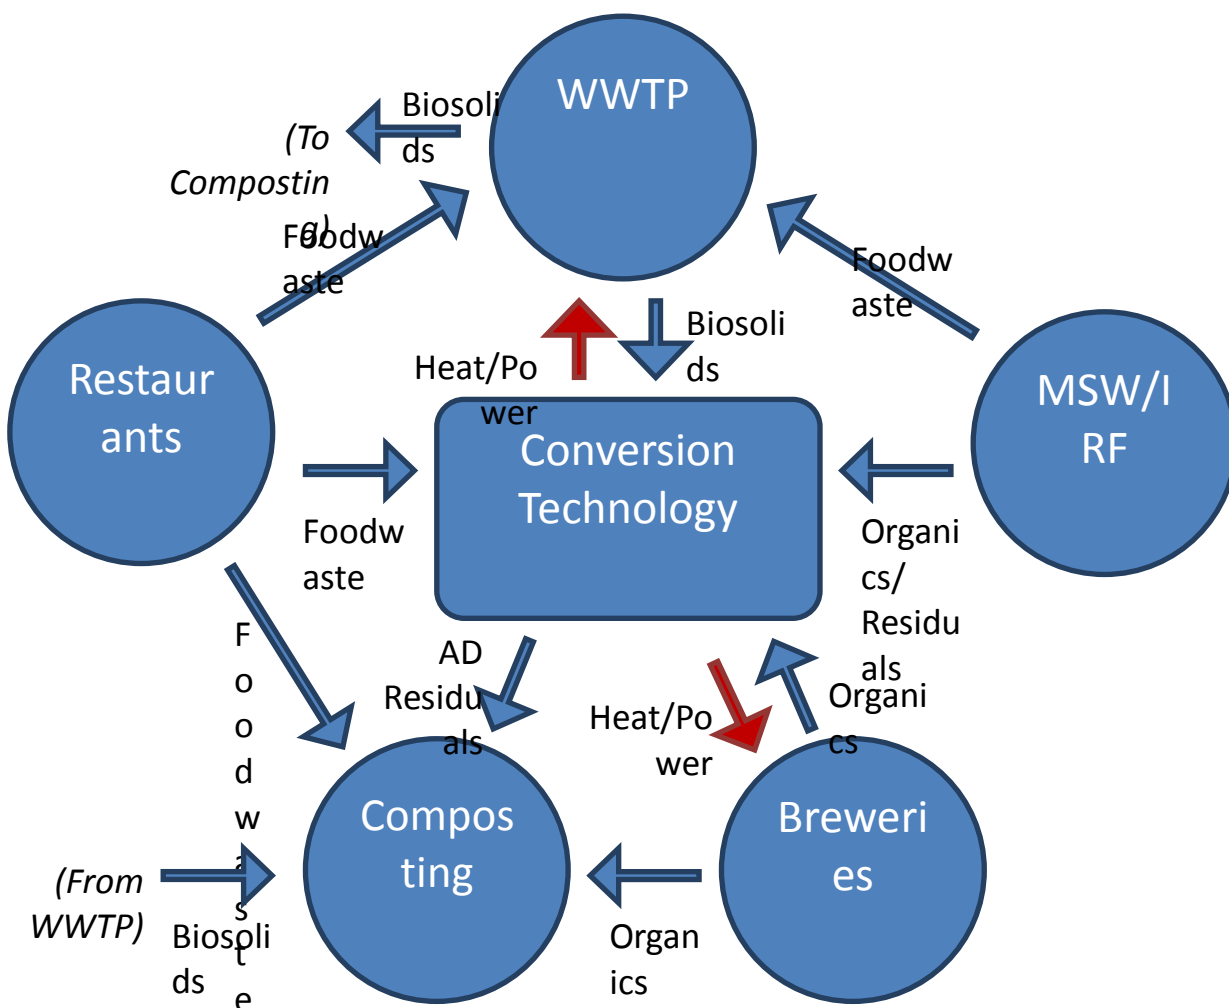 WWTP
Biosoli
ds
(To
Compostin
g)
Foodw
aste
Foodw
aste
Restaur
ants
MSW/I
RF
Heat/Po
wer
Biosoli
ds
Conversion
Technology
Foodw
aste
Organi
cs/
Residu
als
F
o
o
d
w
a
s
t
e
AD
Residu
als
Heat/Po
wer
Organi
cs
Compos
ting
Breweri
es
(From
WWTP)
Biosoli
ds
Organ
ics